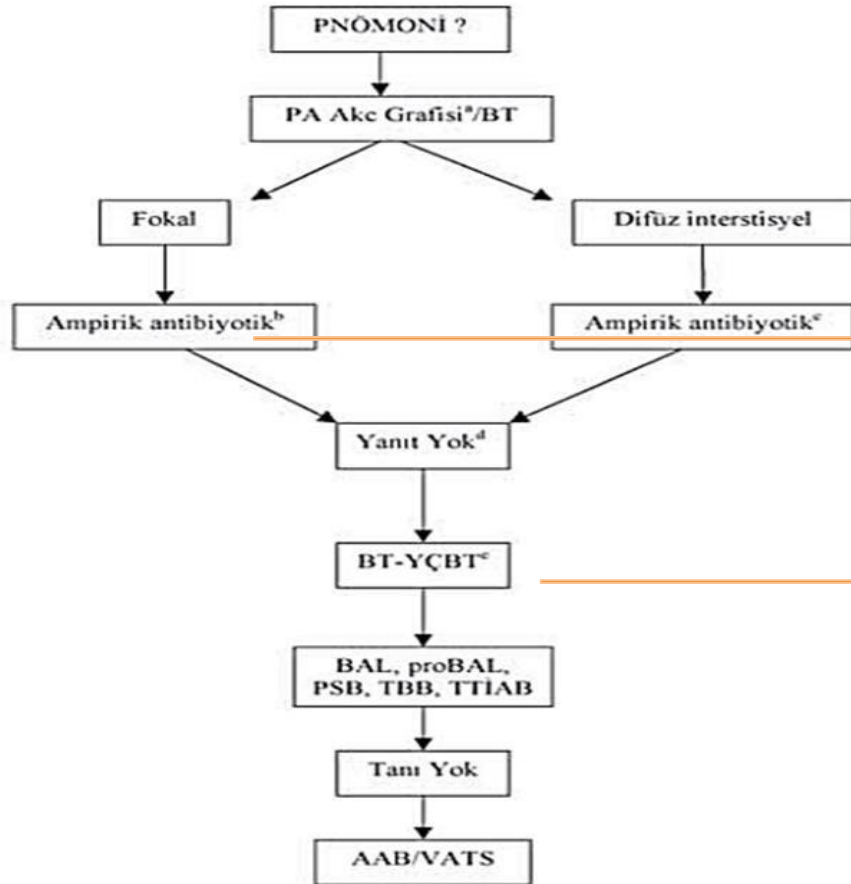 PNÖMONİ ?
PA Akc Grafisiᵃ/BT
Fokal
Difüz interstisyel
Ampirik antibiyotikᵇ
Ampirik antibiyotikᶜ
Yanıt Yokᵈ
BT-YÇBTᵉ
BAL, proBAL,
PSB, TBB, TTİAB
Tanı Yok
AAB/VATS